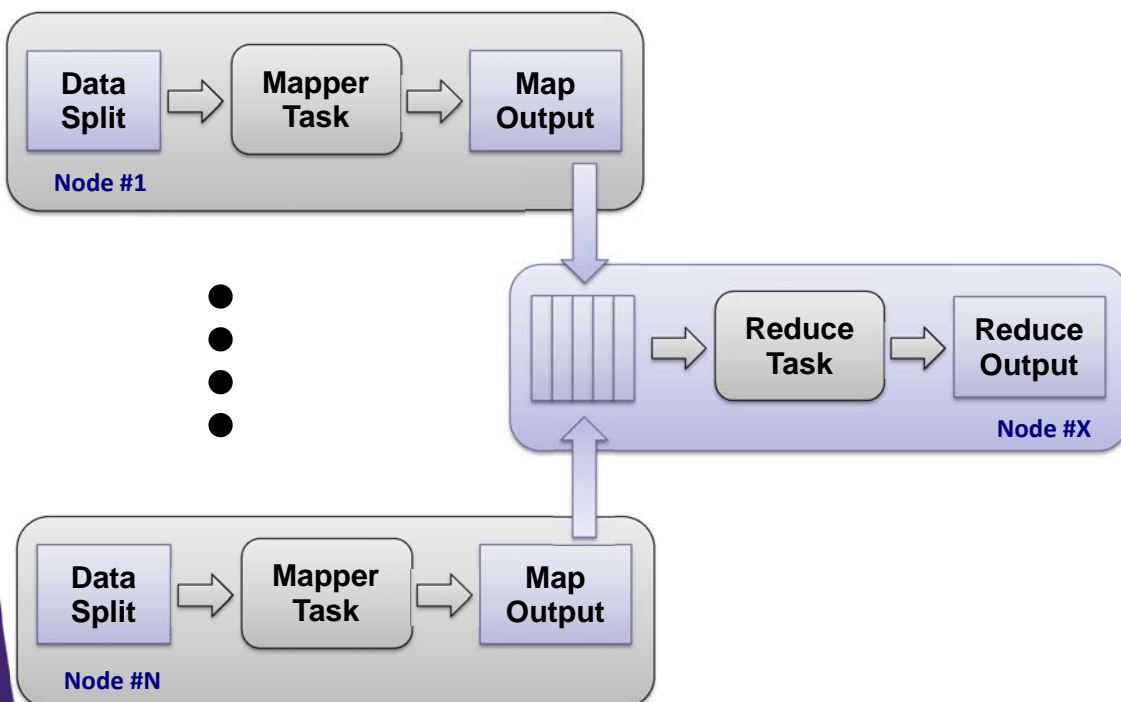 Data
Split
Mapper
Task
Map
Output
Node #1
Reduce
Task
Reduce
Output
Node #X
Data
Split
Mapper
Task
Map
Output
Node #N